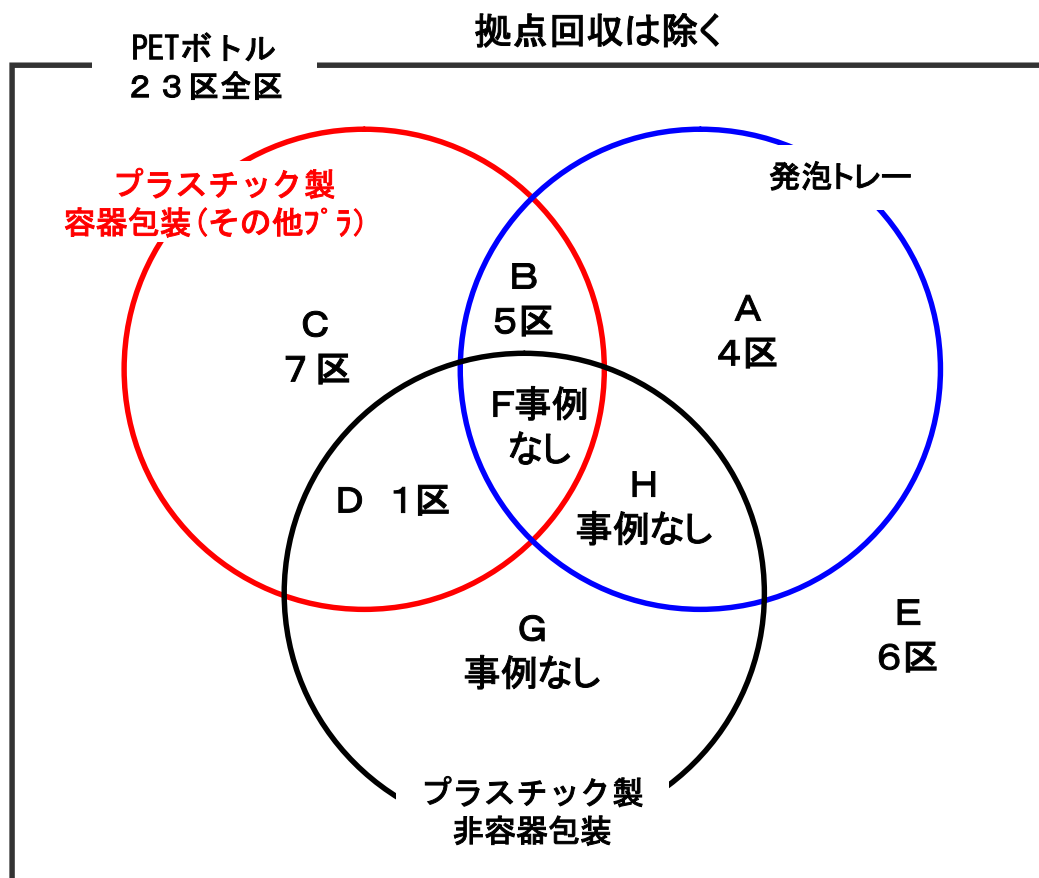 拠点回収は除く
PETボトル
２３区全区
プラスチック製
容器包装(その他ﾌﾟﾗ)
発泡トレー
B
5区
A
4区
C
7区
F事例
なし
D 1区
H
事例なし
E
6区
G
事例なし
プラスチック製
非容器包装